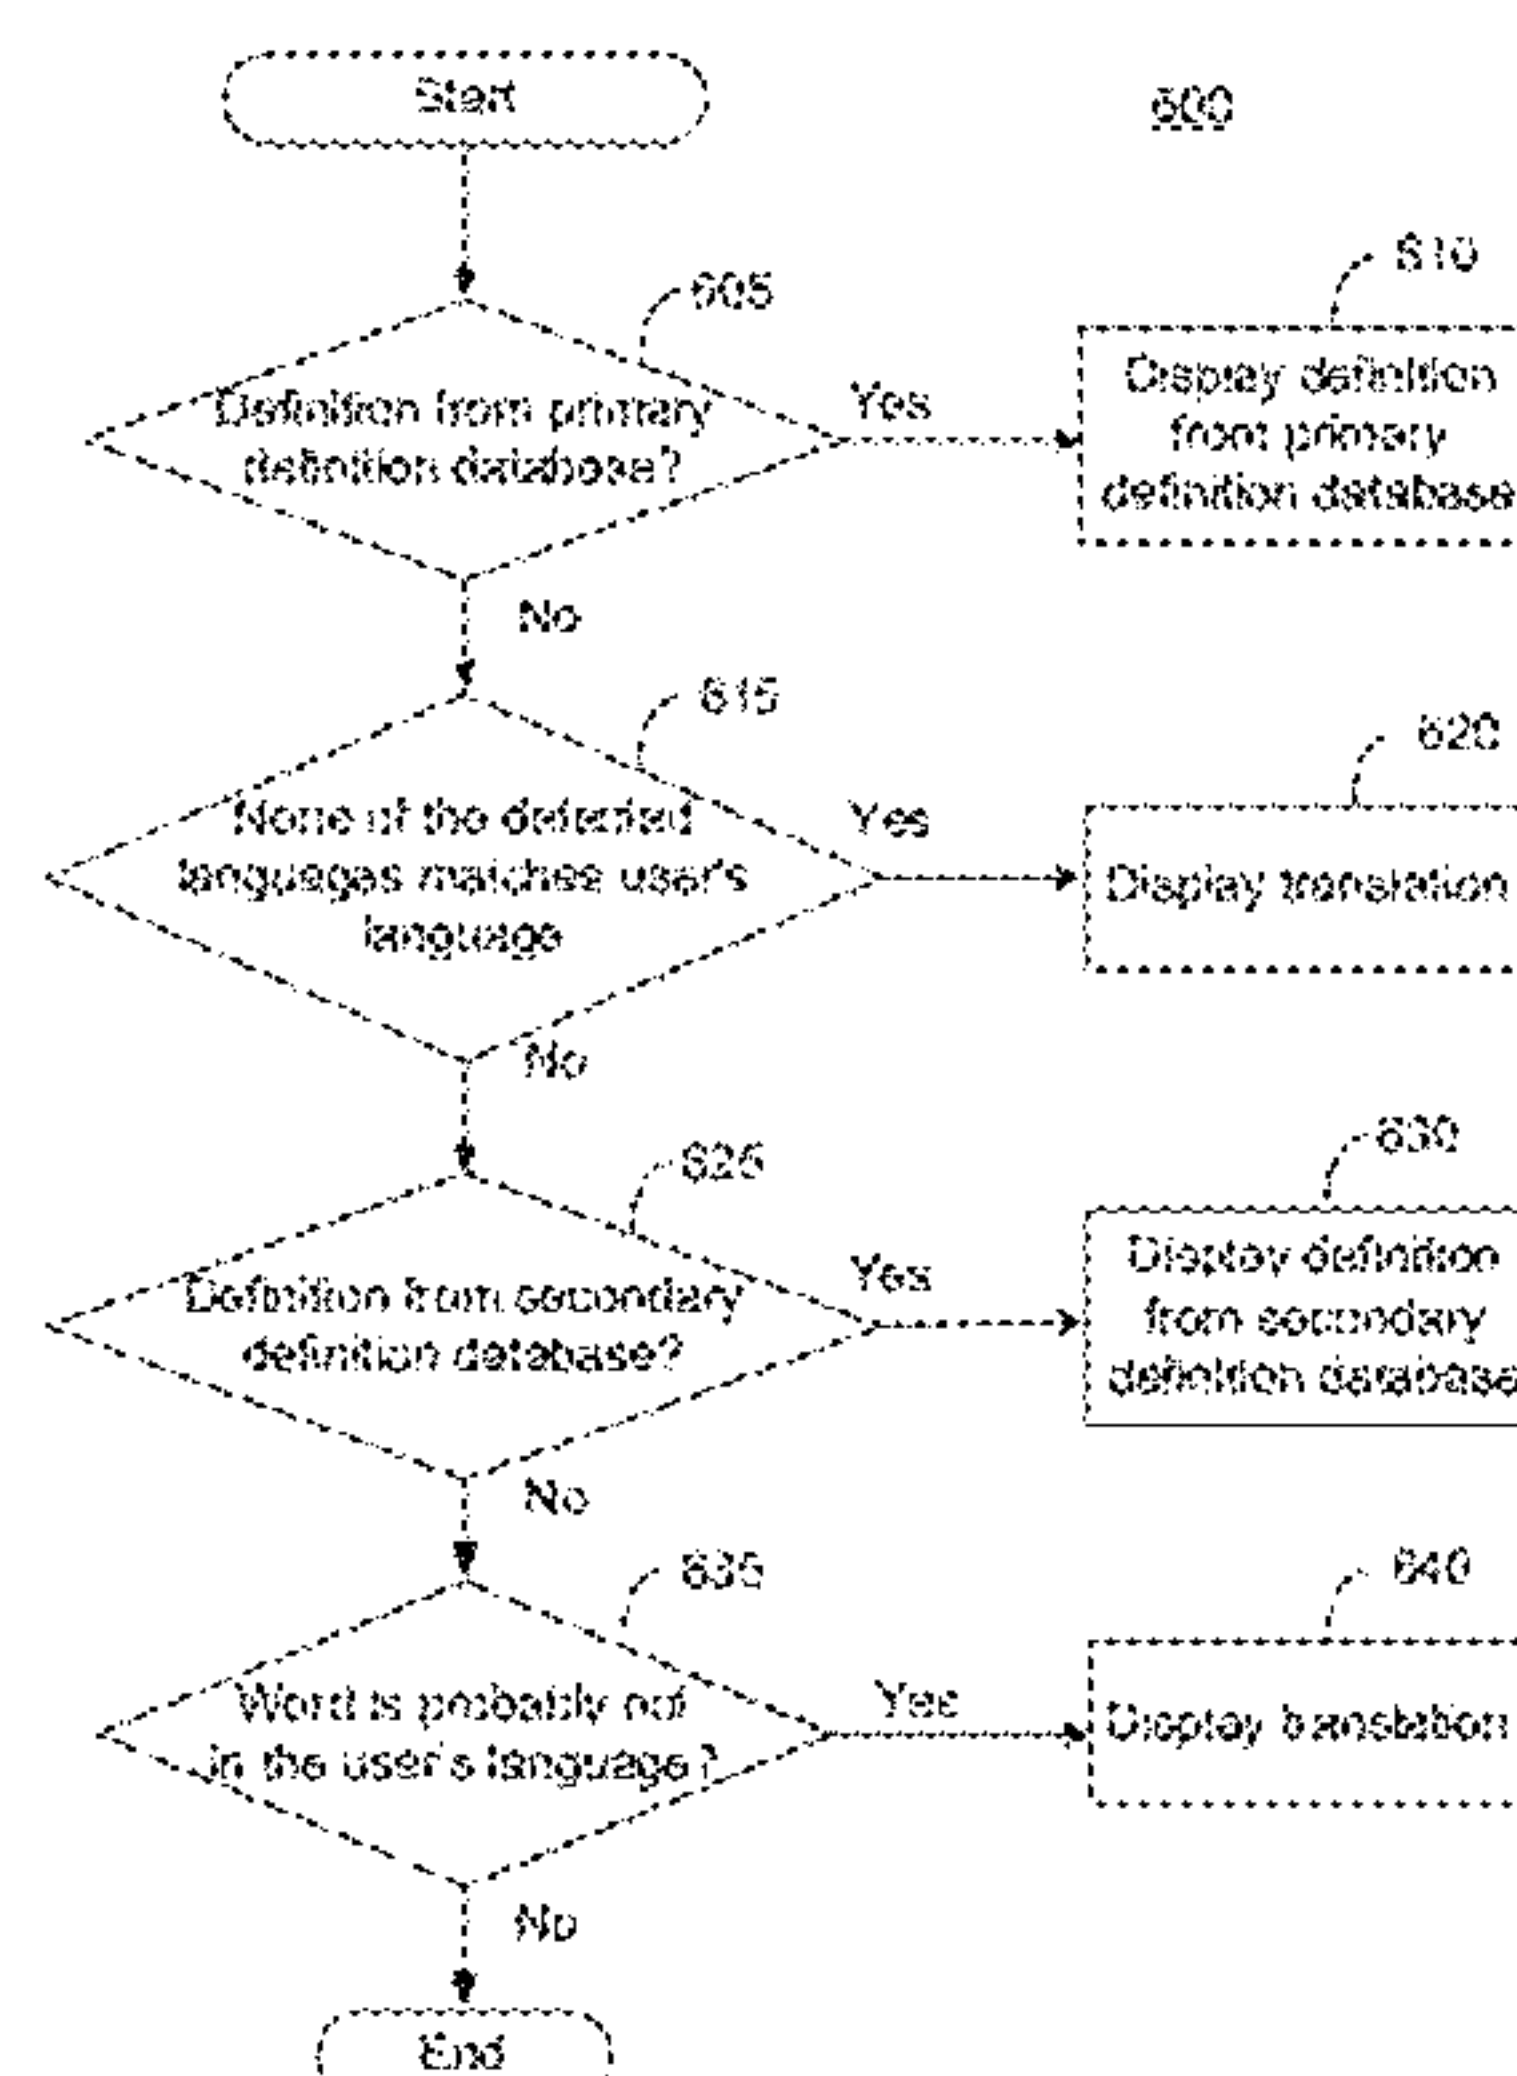 Start
600
605
610
Definition from primary
definition database?
Yes
Display definition
from primary
definition database
No
615
620
None of the detected
languages matches user's
language
Yes
Display translation
No
625
630
Definition from secondary
definition database?
Yes
Display definition
from secondary
definition database
No
635
640
Word is probably not
in the user's language?
Yes
Display translation
No
End